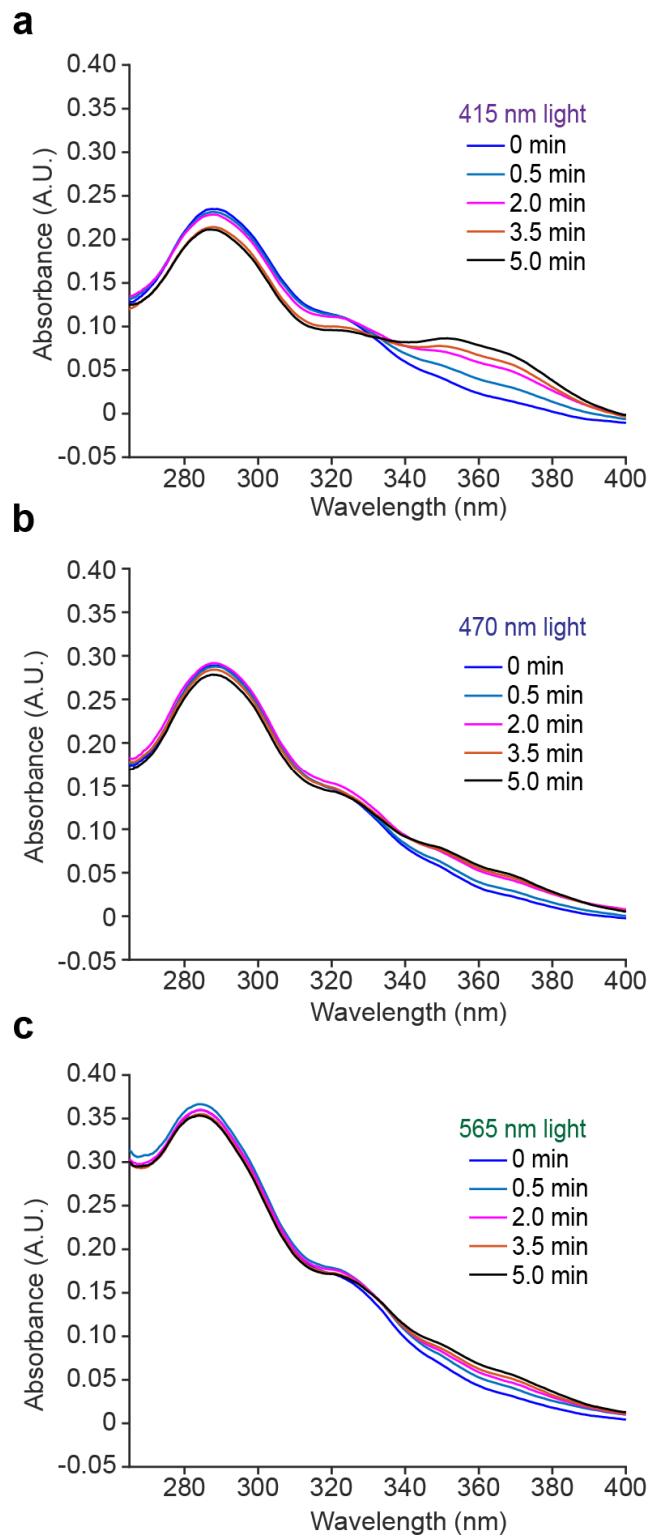 a
0.40
0.35
0.30
0.25
0.20
0.15
0.10
0.05
0
-0.05
Absorbance (A.U.)
415 nm light
0 min
0.5 min
2.0 min
3.5 min
5.0 min
280 300 320 340 360 380 400
Wavelength (nm)
b
0.40
0.35
0.30
0.25
0.20
0.15
0.10
0.05
0
-0.05
Absorbance (A.U.)
470 nm light
0 min
0.5 min
2.0 min
3.5 min
5.0 min
280 300 320 340 360 380 400
Wavelength (nm)
c
0.40
0.35
0.30
0.25
0.20
0.15
0.10
0.05
0
-0.05
Absorbance (A.U.)
565 nm light
0 min
0.5 min
2.0 min
3.5 min
5.0 min
280 300 320 340 360 380 400
Wavelength (nm)